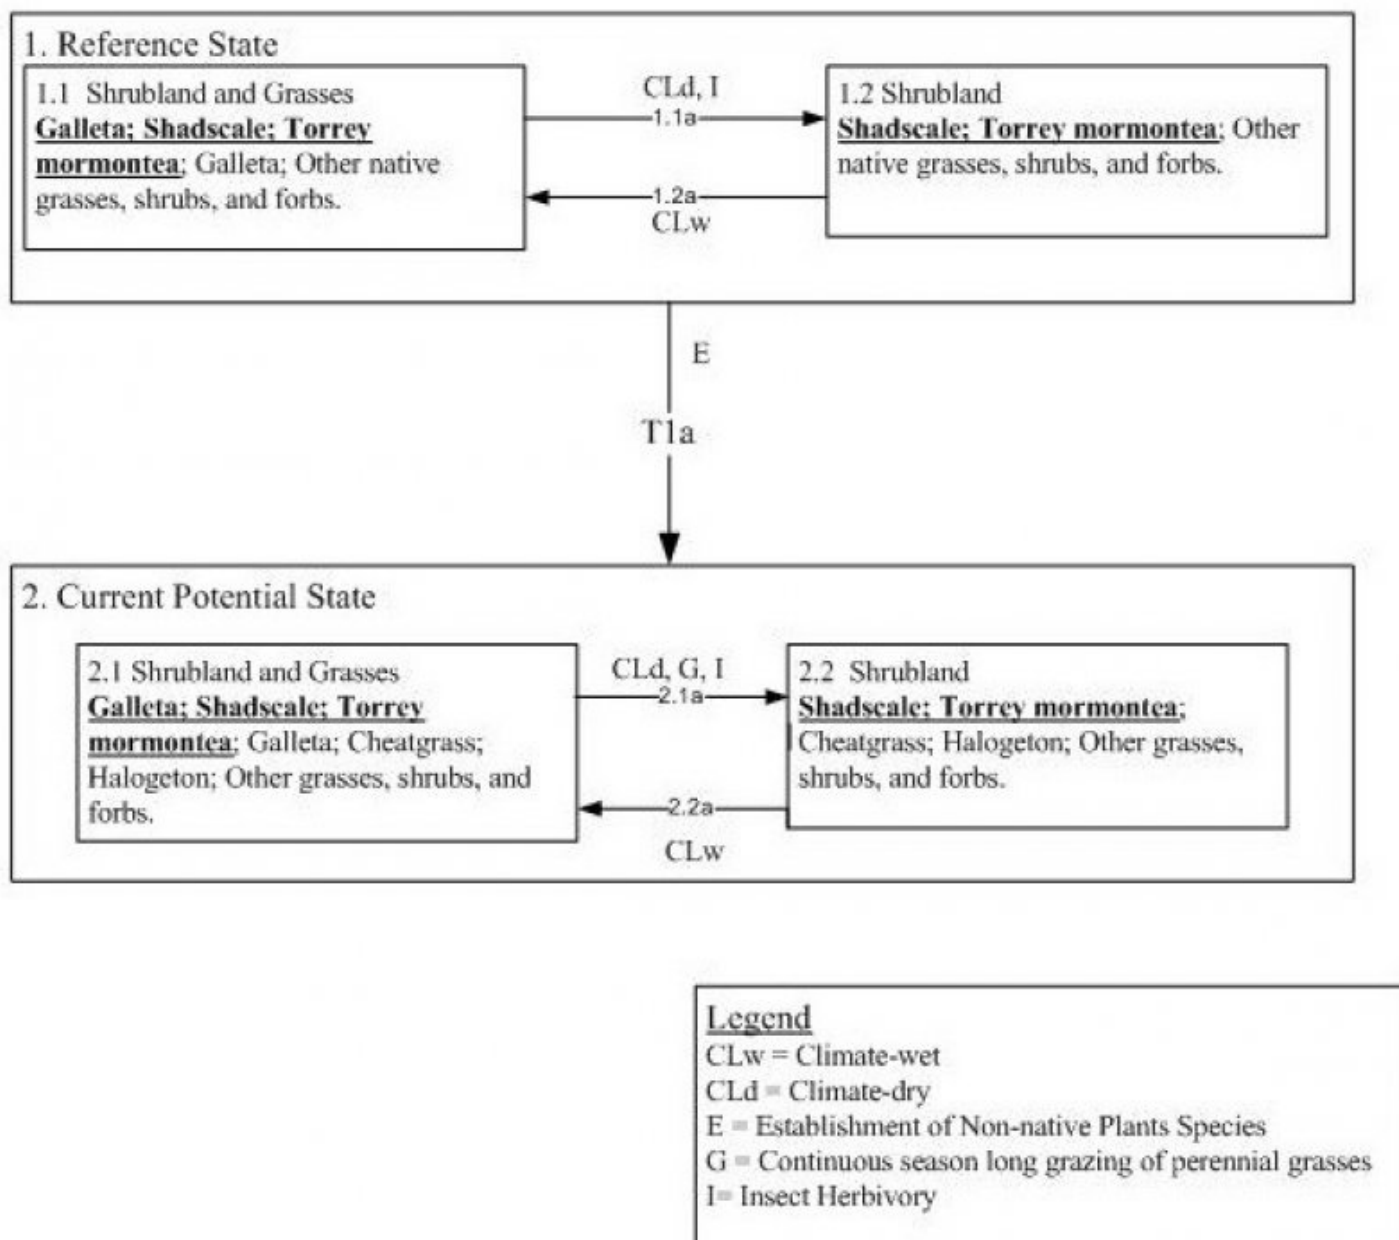 1. Reference State
1.1 Shrubland and Grasses
Galleta; Shadscale; Torrey
mormontea; Galleta; Other native
grasses, shrubs, and forbs.
CLd, I
1.1a
1.2a
CLw
1.2 Shrubland
Shadscale; Torrey mormontea; Other
native grasses, shrubs, and forbs.
E
T1a
2. Current Potential State
2.1 Shrubland and Grasses
Galleta; Shadscale; Torrey
mormontea; Galleta; Cheatgrass;
Halogeton; Other grasses, shrubs, and
forbs.
CLd, G, I
2.1a
2.2a
CLw
2.2 Shrubland
Shadscale; Torrey mormontea;
Cheatgrass; Halogeton; Other grasses,
shrubs, and forbs.
Legend
CLw = Climate-wet
CLd = Climate-dry
E = Establishment of Non-native Plants Species
G = Continuous season long grazing of perennial grasses
I= Insect Herbivory